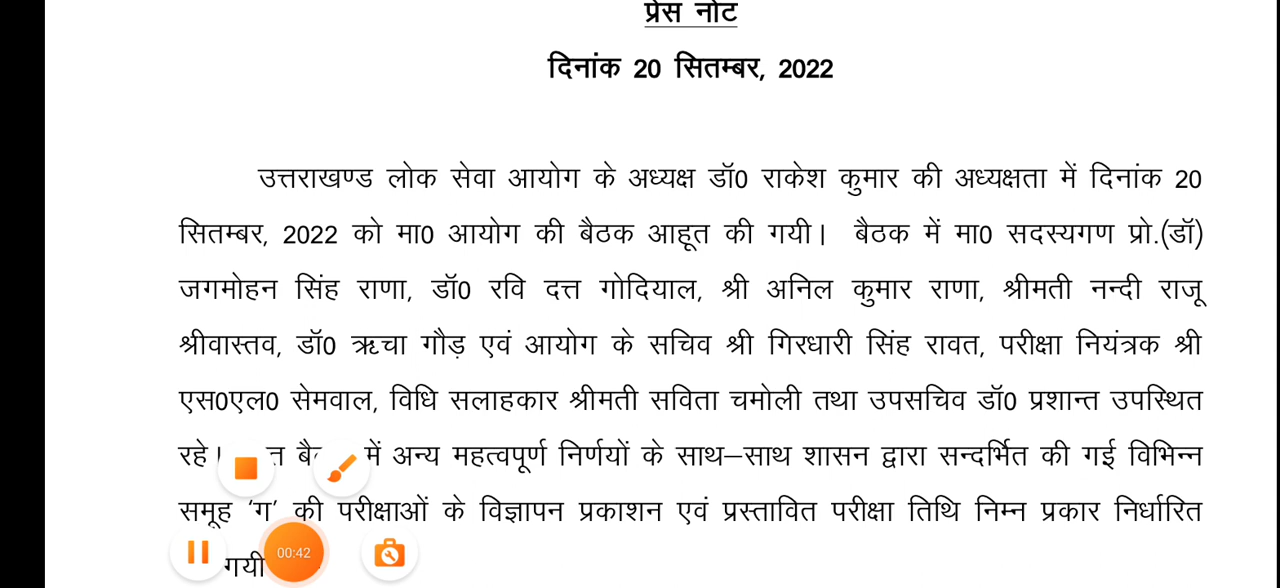 प्रेस नोट
दिनांक 20 सितम्बर, 2022
उत्तराखण्ड लोक सेवा आयोग के अध्यक्ष डॉ0 राकेश कुमार की अध्यक्षता में दिनांक 20
सितम्बर, 2022 को मा0 आयोग की बैठक आहूत की गयी। बैठक में मा0 सदस्यगण प्रो.(डॉ)
जगमोहन सिंह राणा, डॉ0 रवि दत्त गोदियाल, श्री अनिल कुमार राणा, श्रीमती नन्दी राजू
श्रीवास्तव, डॉ0 ऋचा गौड़ एवं आयोग के सचिव श्री गिरधारी सिंह रावत, परीक्षा नियंत्रक श्री
एस0एल0 सेमवाल, विधि सलाहकार श्रीमती सविता चमोली तथा उपसचिव डॉ0 प्रशान्त उपस्थित
रहे। में अन्य महत्वपूर्ण निर्णयों के साथ–साथ शासन द्वारा सन्दर्भित की गई विभिन्न
समूह 'ग' की परीक्षाओं के विज्ञापन प्रकाशन एवं प्रस्तावित परीक्षा तिथि निम्न प्रकार निर्धारित
गयी
00:42